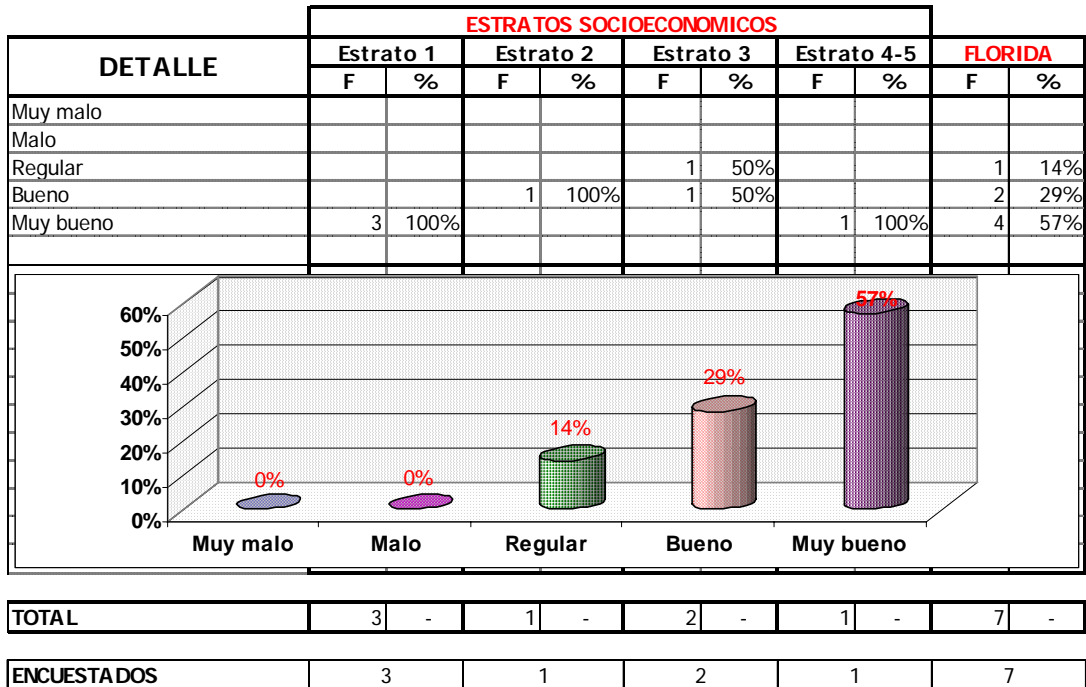 ESTRATOS SOCIOECONOMICOS
DETALLE Estrato 1 Estrato 2 Estrato 3 Estrato 4-5 FLORIDA
F % F % F % F % F %
Muy malo
Malo
Regular 1 50% 1 14%
Bueno 1 100% 1 50% 2 29%
Muy bueno 3 100% 1 100% 4 57%
60% 57%
50%
40%
29%
30%
14%
20%
10% 0% 0%
0%
Muy malo Malo Regular Bueno Muy bueno
TOTAL 3 - 1 - 2 - 1 - 7 -
ENCUESTADOS 3 1 2 1 7